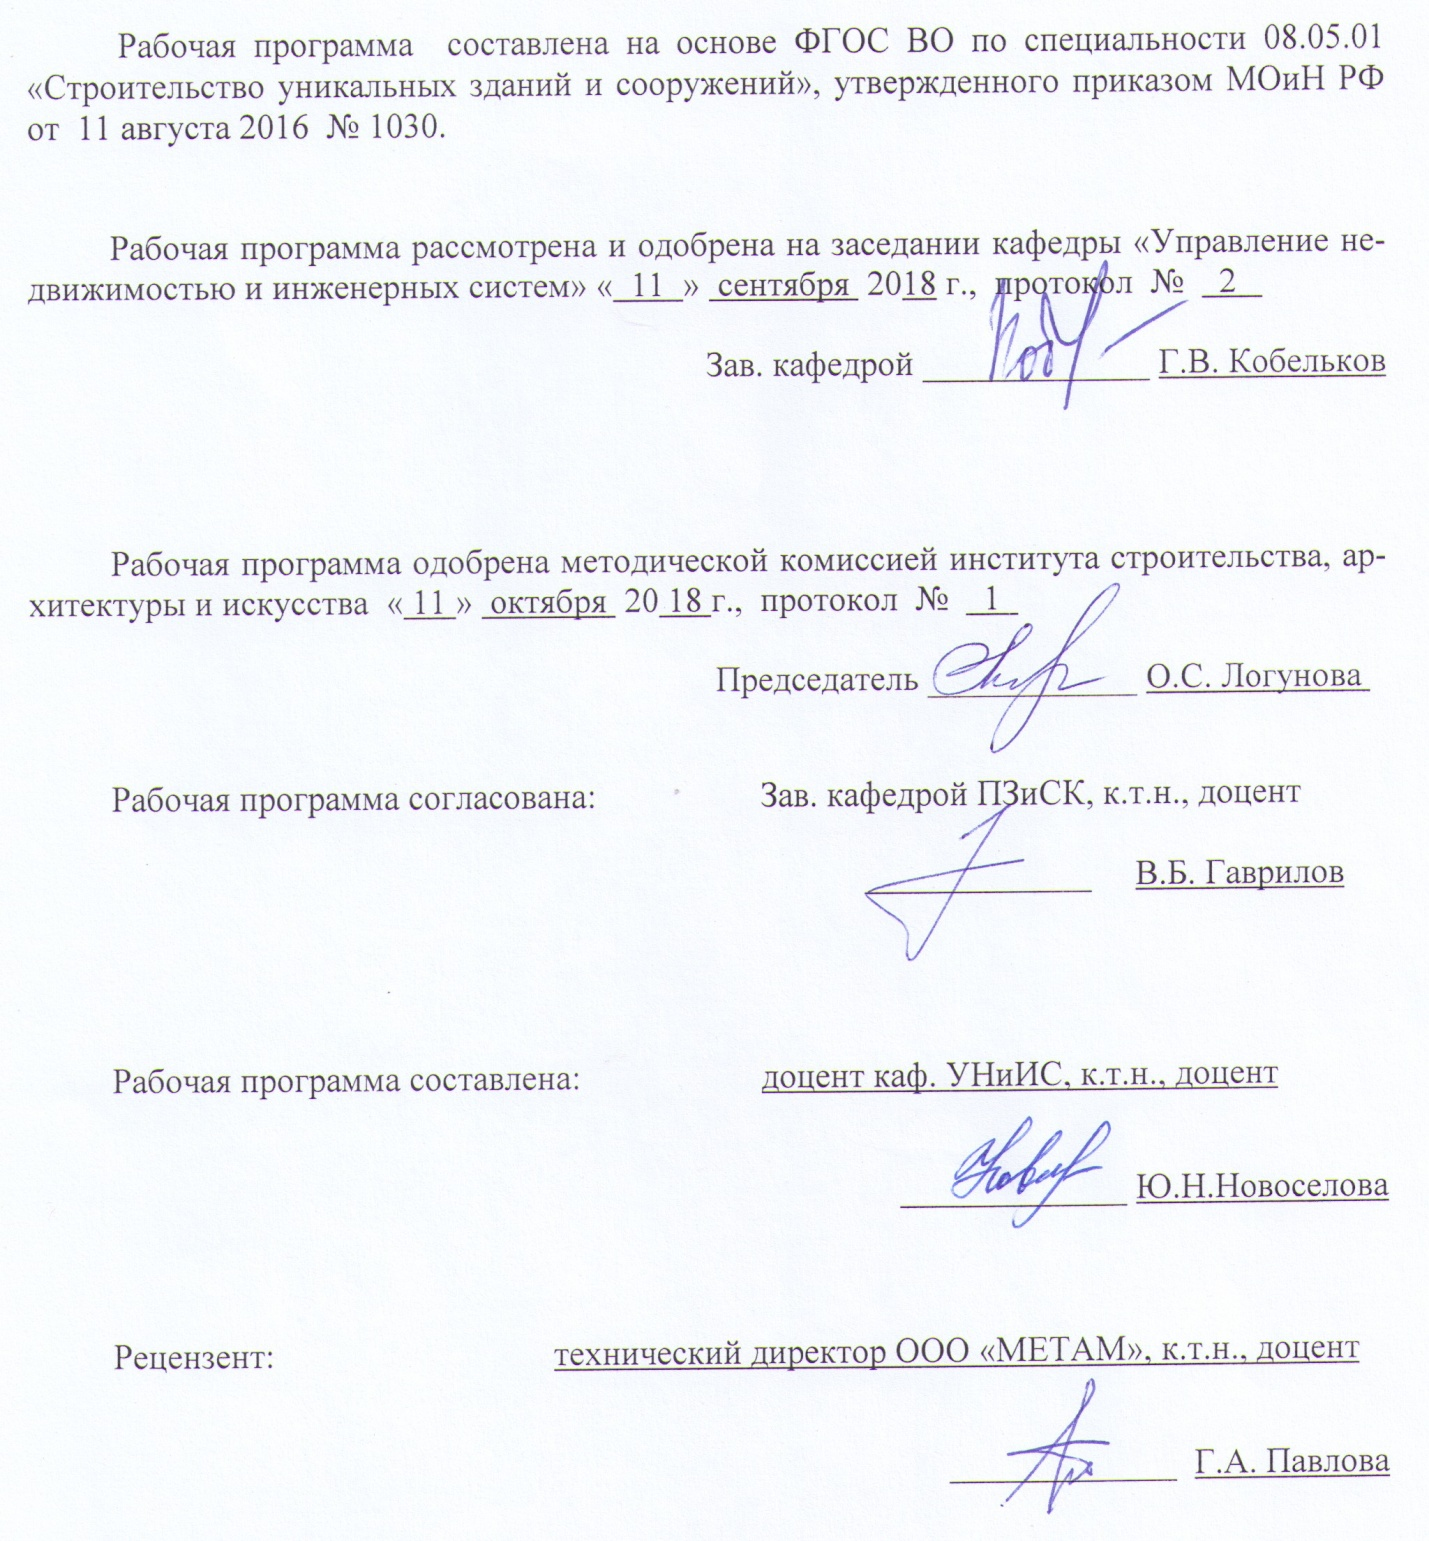 Рабочая программа составлена на основе ФГОС ВО по специальности 08.05.01
«Строительство уникальных зданий и сооружений», утвержденного приказом МОиН РФ
от 11 августа 2016 № 1030.
Рабочая программа рассмотрена и одобрена на заседании кафедры «Управление не-
движимостью и инженерных систем» « 11 » сентября 2018 г., протокол № 2
Зав. кафедрой Г.В. Кобельков
Рабочая программа одобрена методической комиссией института строительства, ар-
хитектуры и искусства « 11 » октября 20 18 г., протокол № 1
Председатель О.С. Логунова
Рабочая программа согласована: Зав. кафедрой ПЗиСК, к.т.н., доцент
В.Б. Гаврилов
Рабочая программа составлена: доцент каф. УНиИС, к.т.н., доцент
Ю.Н.Новоселова
Рецензент: технический директор ООО «МЕТАМ», к.т.н., доцент
Г.А. Павлова